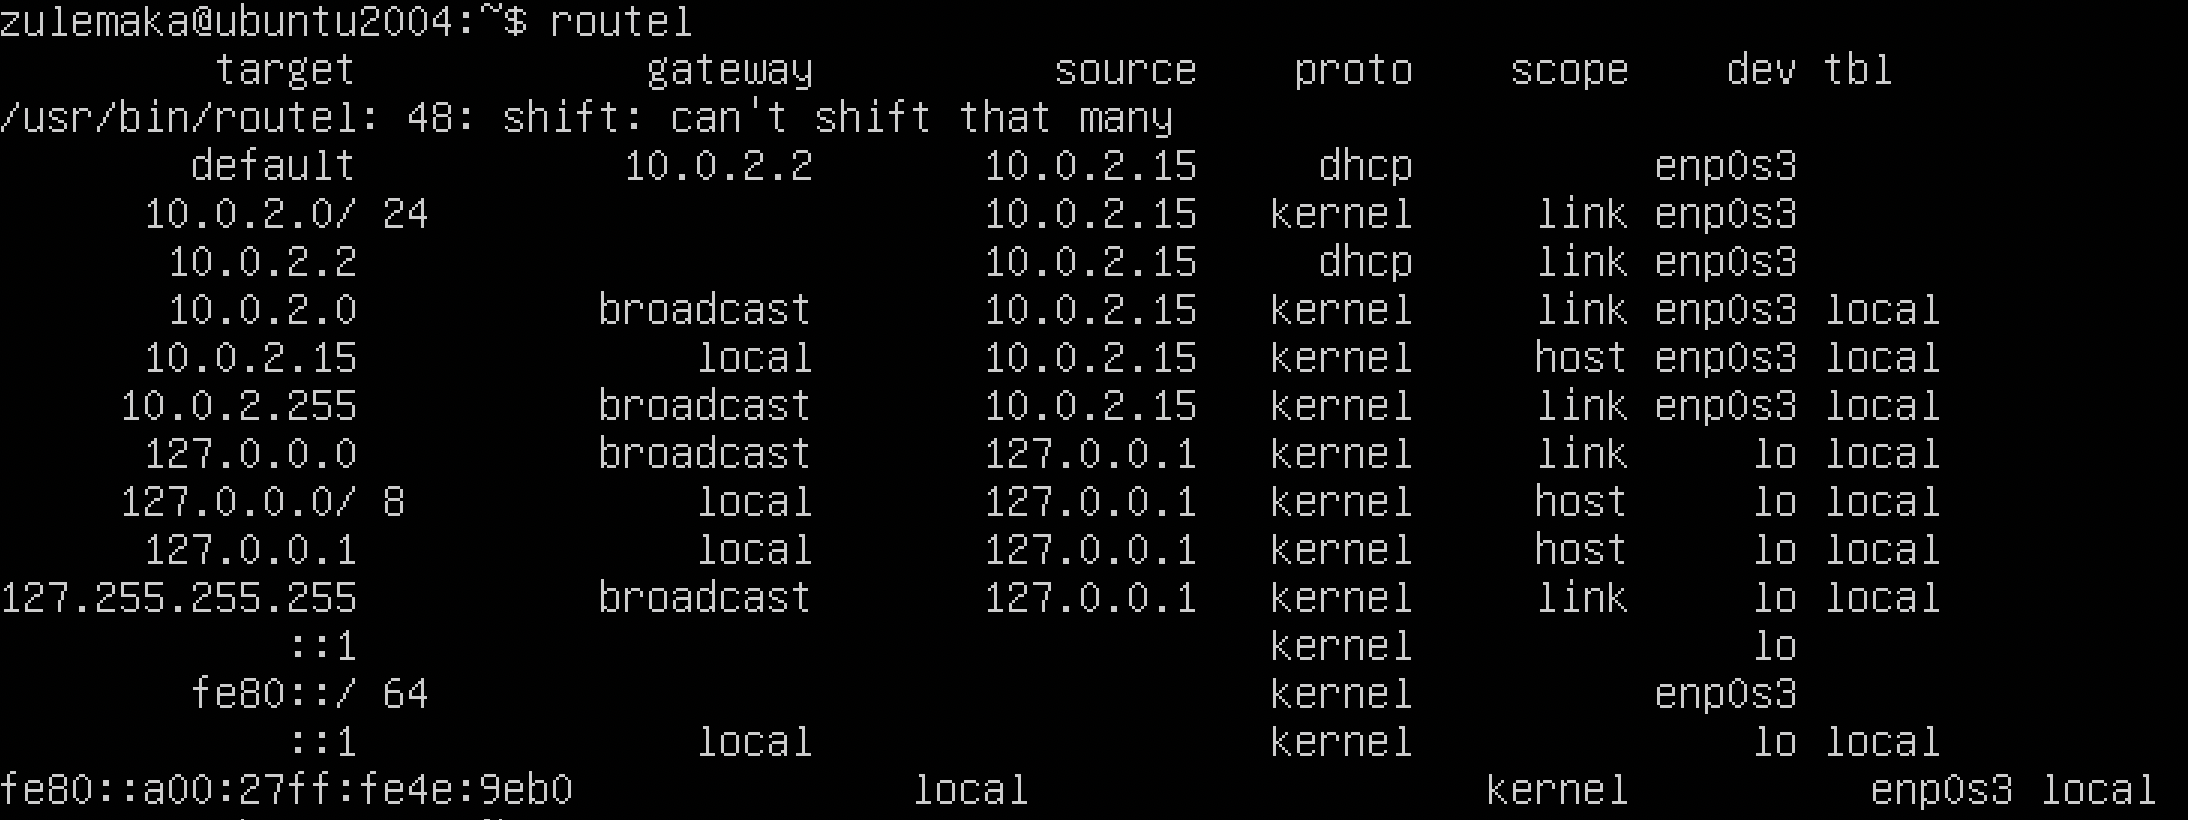 zulemaka@ubuntu2004:~$ routel
target gateway source proto scope dev tbl
/usr/bin/routel: 48: shift: can't shift that many
default 10.0.2.2 10.0.2.15 dhcp enp0s3
10.0.2.0/ 24 10.0.2.15 kernel link enp0s3
10.0.2.2 10.0.2.15 dhcp link enp0s3
10.0.2.0 broadcast 10.0.2.15 kernel link enp0s3 local
10.0.2.15 local 10.0.2.15 kernel host enp0s3 local
10.0.2.255 broadcast 10.0.2.15 kernel link enp0s3 local
127.0.0.0 broadcast 127.0.0.1 kernel link lo local
127.0.0.0/ 8 local 127.0.0.1 kernel host lo local
127.0.0.1 local 127.0.0.1 kernel host lo local
127.255.255.255 broadcast 127.0.0.1 kernel link lo local
::1 kernel lo
fe80::/ 64 kernel enp0s3
::1 local kernel lo local
fe80::a00:27ff:fe4e:9eb0 local kernel enp0s3 local